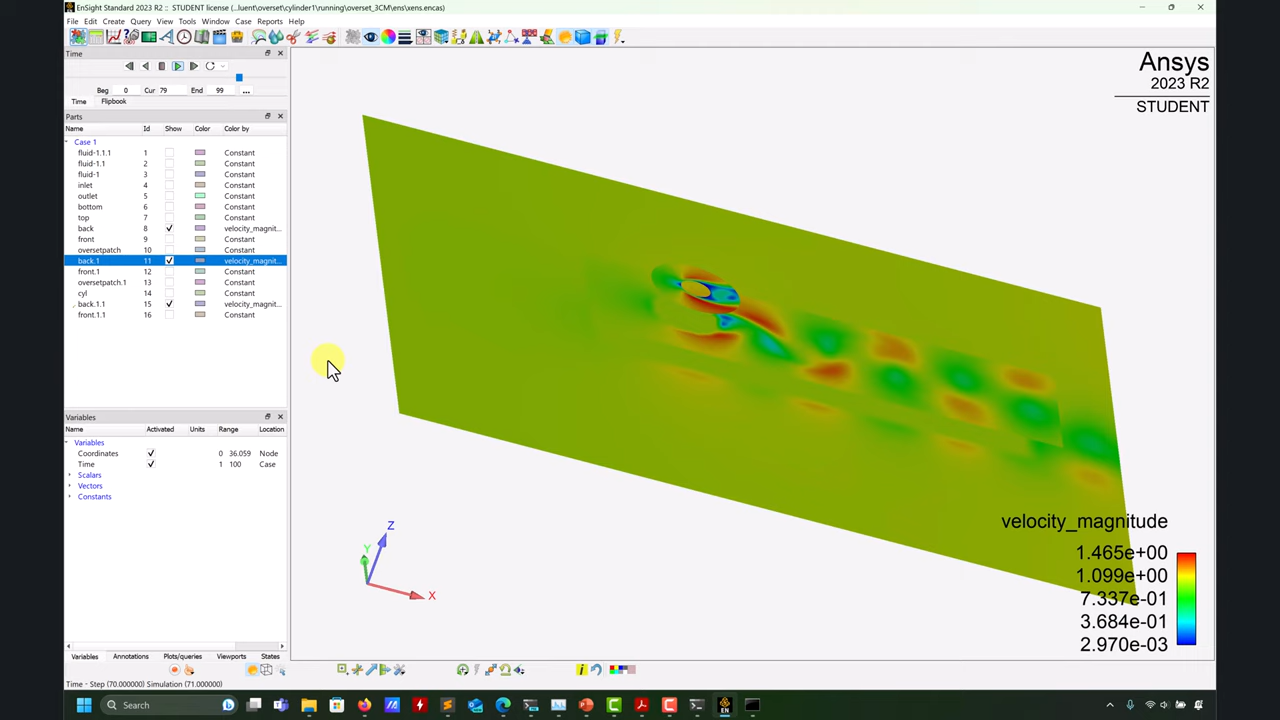 EnSight Standard 2023 R2 :: STUDENT license (...luent\overset\cylinder1\running\overset_3CM\ens\xens.encas)
File Edit Create Query View Tools Window Case Reports Help
Time
Beg 0 Cur 79 End 99 ...
Time Flipbook
Parts
Name Id Show Color Color by
Case 1
fluid-1.1.1 1 Constant
fluid-1.1 2 Constant
fluid-1 3 Constant
inlet 4 Constant
outlet 5 Constant
bottom 6 Constant
top 7 Constant
back 8 velocity_magnit...
front 9 Constant
oversetpatch 10 Constant
back.1 11 velocity_magnit...
front.1 12 Constant
oversetpatch.1 13 Constant
cyl 14 Constant
back.1.1 15 velocity_magnit...
front.1.1 16 Constant
Variables
Name Activated Units Range Location
Variables
Coordinates 0 36.059 Node
Time 1 100 Case
Scalars
Vectors
Constants
Variables Annotations Plots/queries Viewports States
Time - Step (70.000000) Simulation (71.000000)
Ansys
2023 R2
STUDENT
Z
Y
X
velocity_magnitude
1.465e+00
1.099e+00
7.337e-01
3.684e-01
2.970e-03
Search
EN